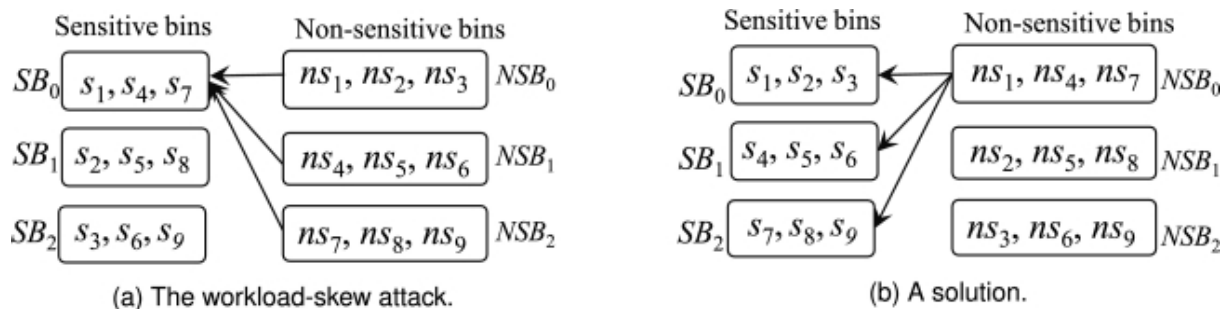 Sensitive bins Non-sensitive bins
SB₀ s₁, s₄, s₇ ns₁, ns₂, ns₃ NSB₀
SB₁ s₂, s₅, s₈ ns₄, ns₅, ns₆ NSB₁
SB₂ s₃, s₆, s₉ ns₇, ns₈, ns₉ NSB₂
(a) The workload-skew attack.
Sensitive bins Non-sensitive bins
SB₀ s₁, s₂, s₃ ns₁, ns₄, ns₇ NSB₀
SB₁ s₄, s₅, s₆ ns₂, ns₅, ns₈ NSB₁
SB₂ s₇, s₈, s₉ ns₃, ns₆, ns₉ NSB₂
(b) A solution.